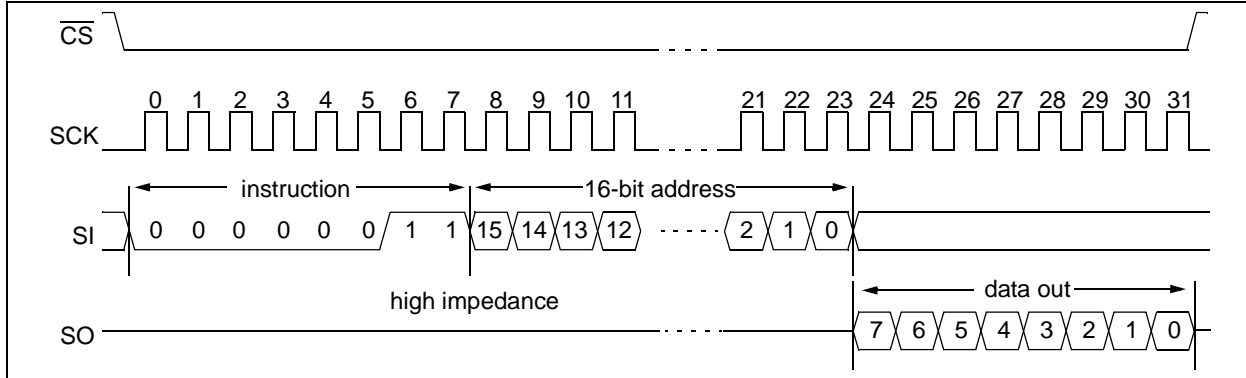 CS
0 1 2 3 4 5 6 7 8 9 10 11 21 22 23 24 25 26 27 28 29 30 31
SCK
instruction 16-bit address
SI 0 0 0 0 0 0 1 1 15 14 13 12 2 1 0
high impedance data out
SO 7 6 5 4 3 2 1 0